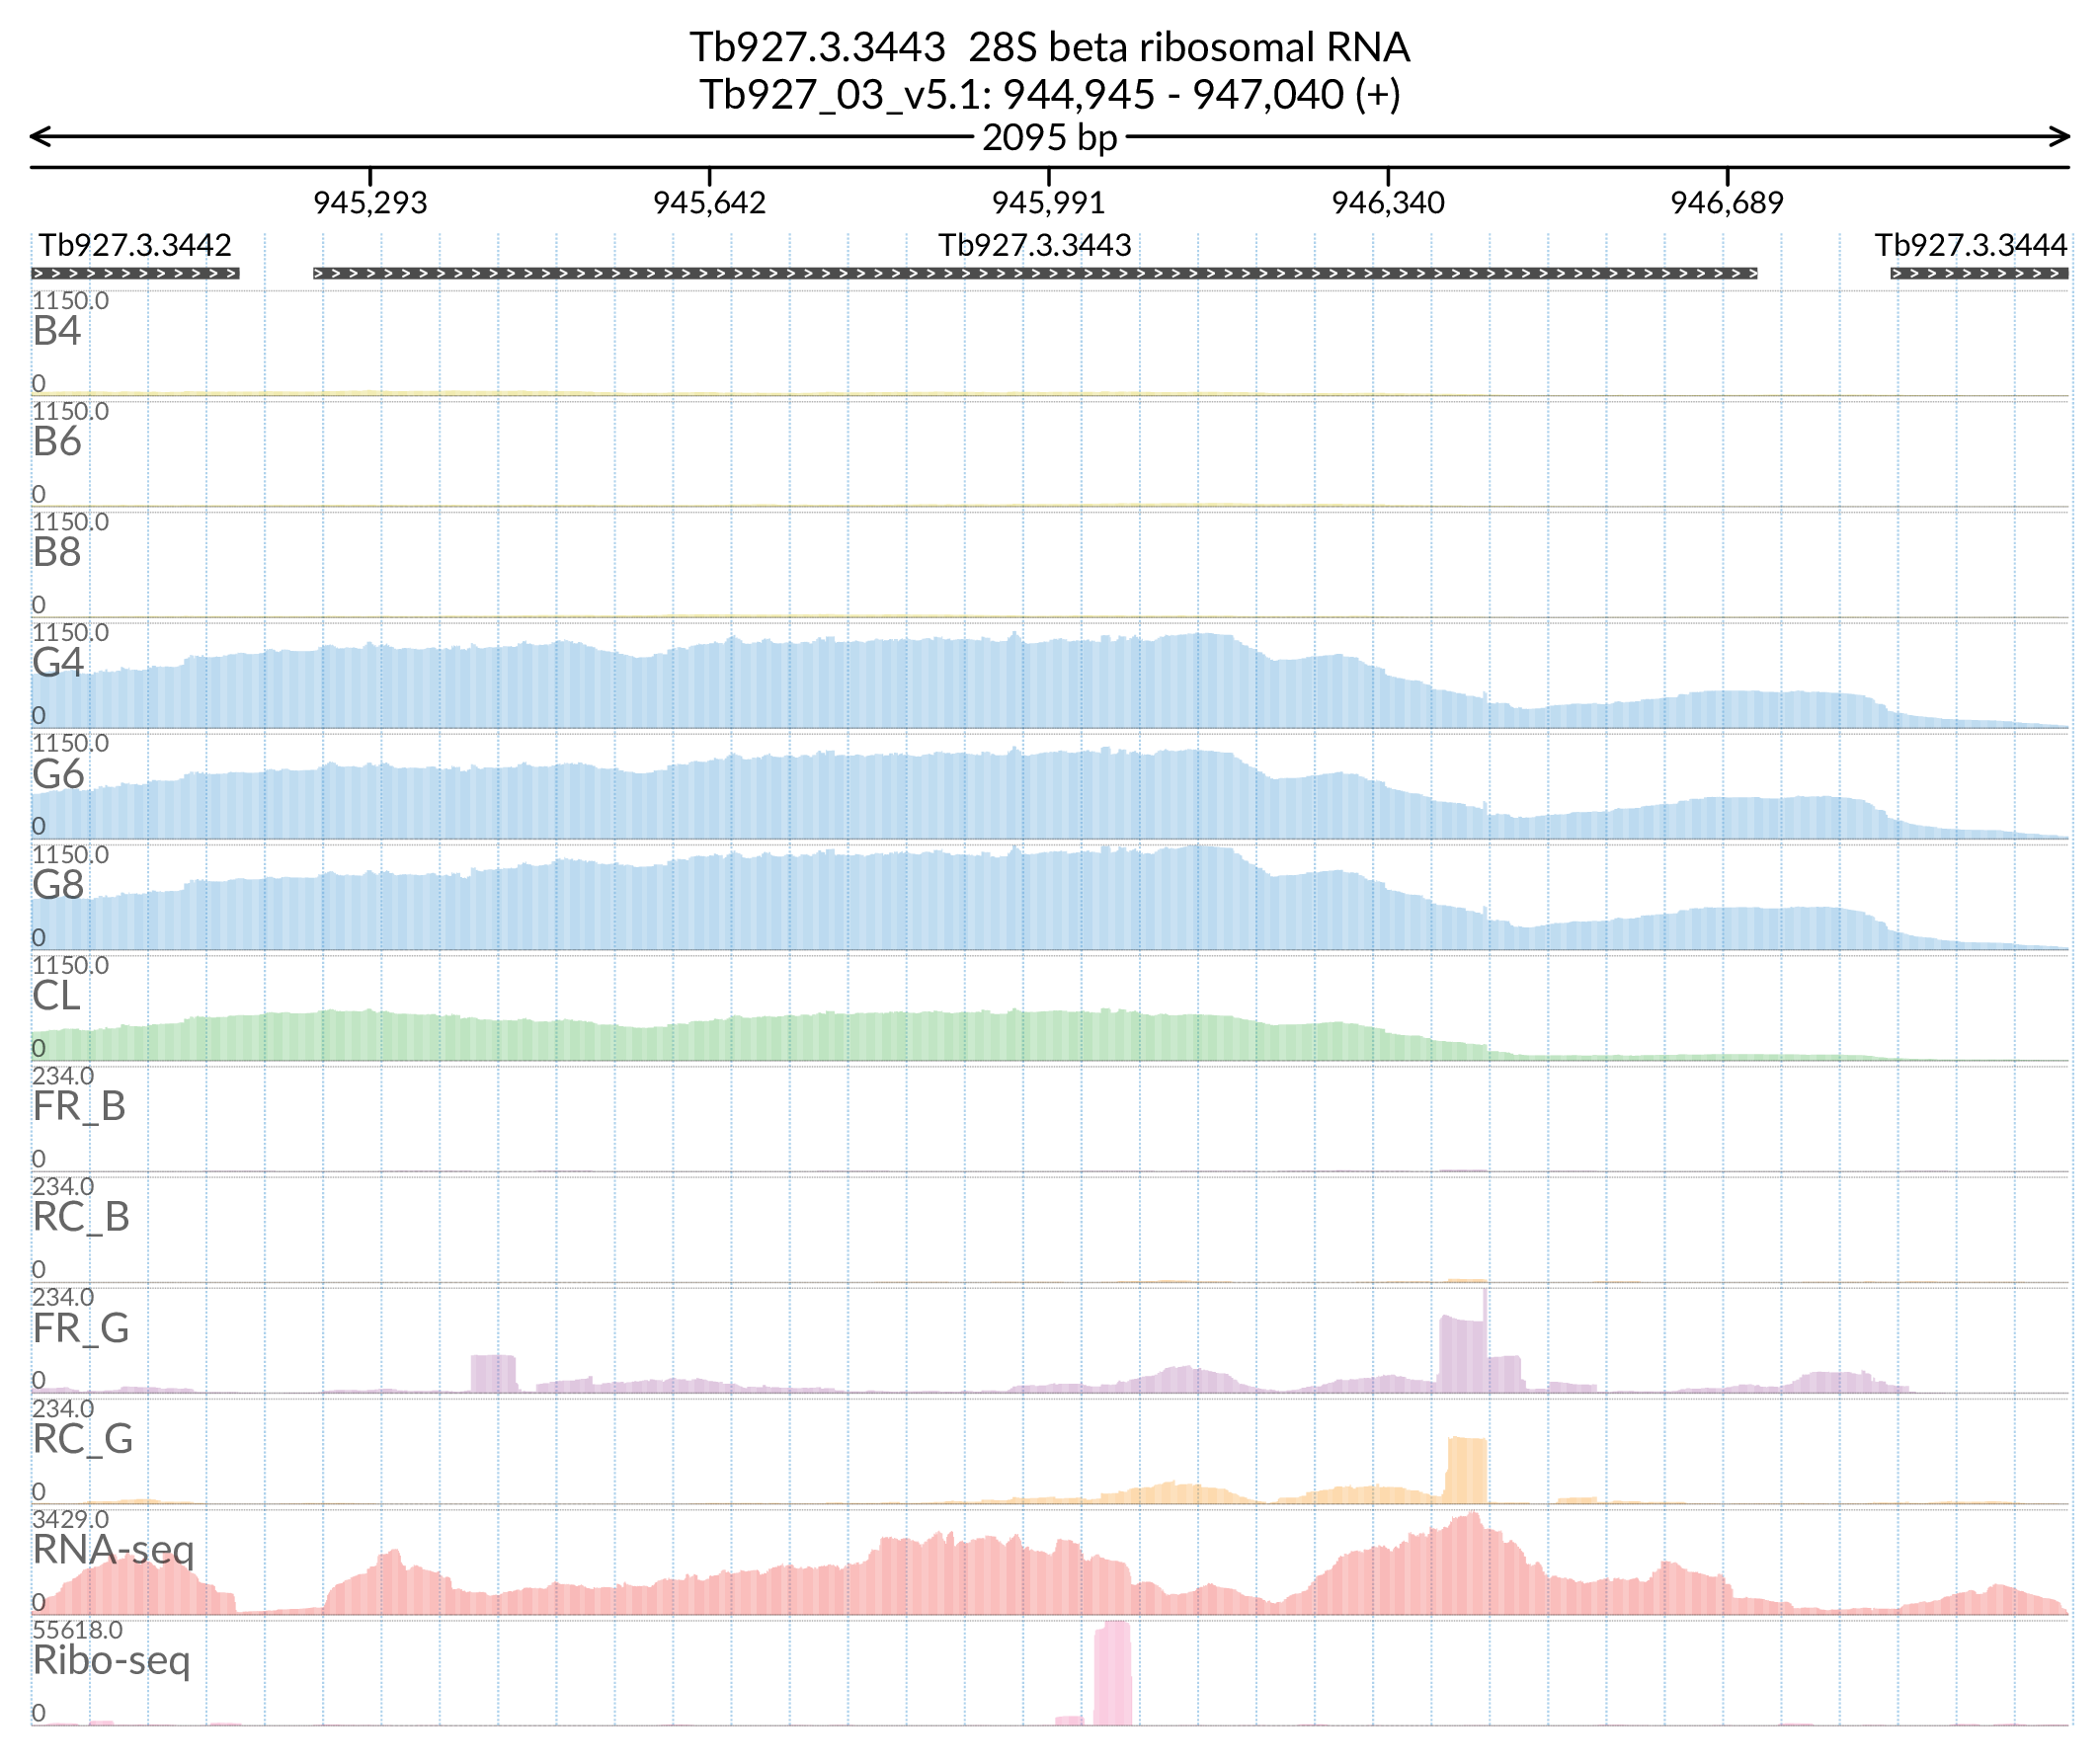 Tb927.3.3443  28S beta ribosomal RNA
Tb927_03_v5.1: 944,945 - 947,040 (+)
2095 bp
945,293 945,642 945,991 946,340 946,689
Tb927.3.3442 Tb927.3.3443 Tb927.3.3444
1150.0
B4
0
1150.0
B6
0
1150.0
B8
0
1150.0
G4
0
1150.0
G6
0
1150.0
G8
0
1150.0
CL
0
234.0
FR_B
0
234.0
RC_B
0
234.0
FR_G
0
234.0
RC_G
0
3429.0
RNA-seq
0
55618.0
Ribo-seq
0